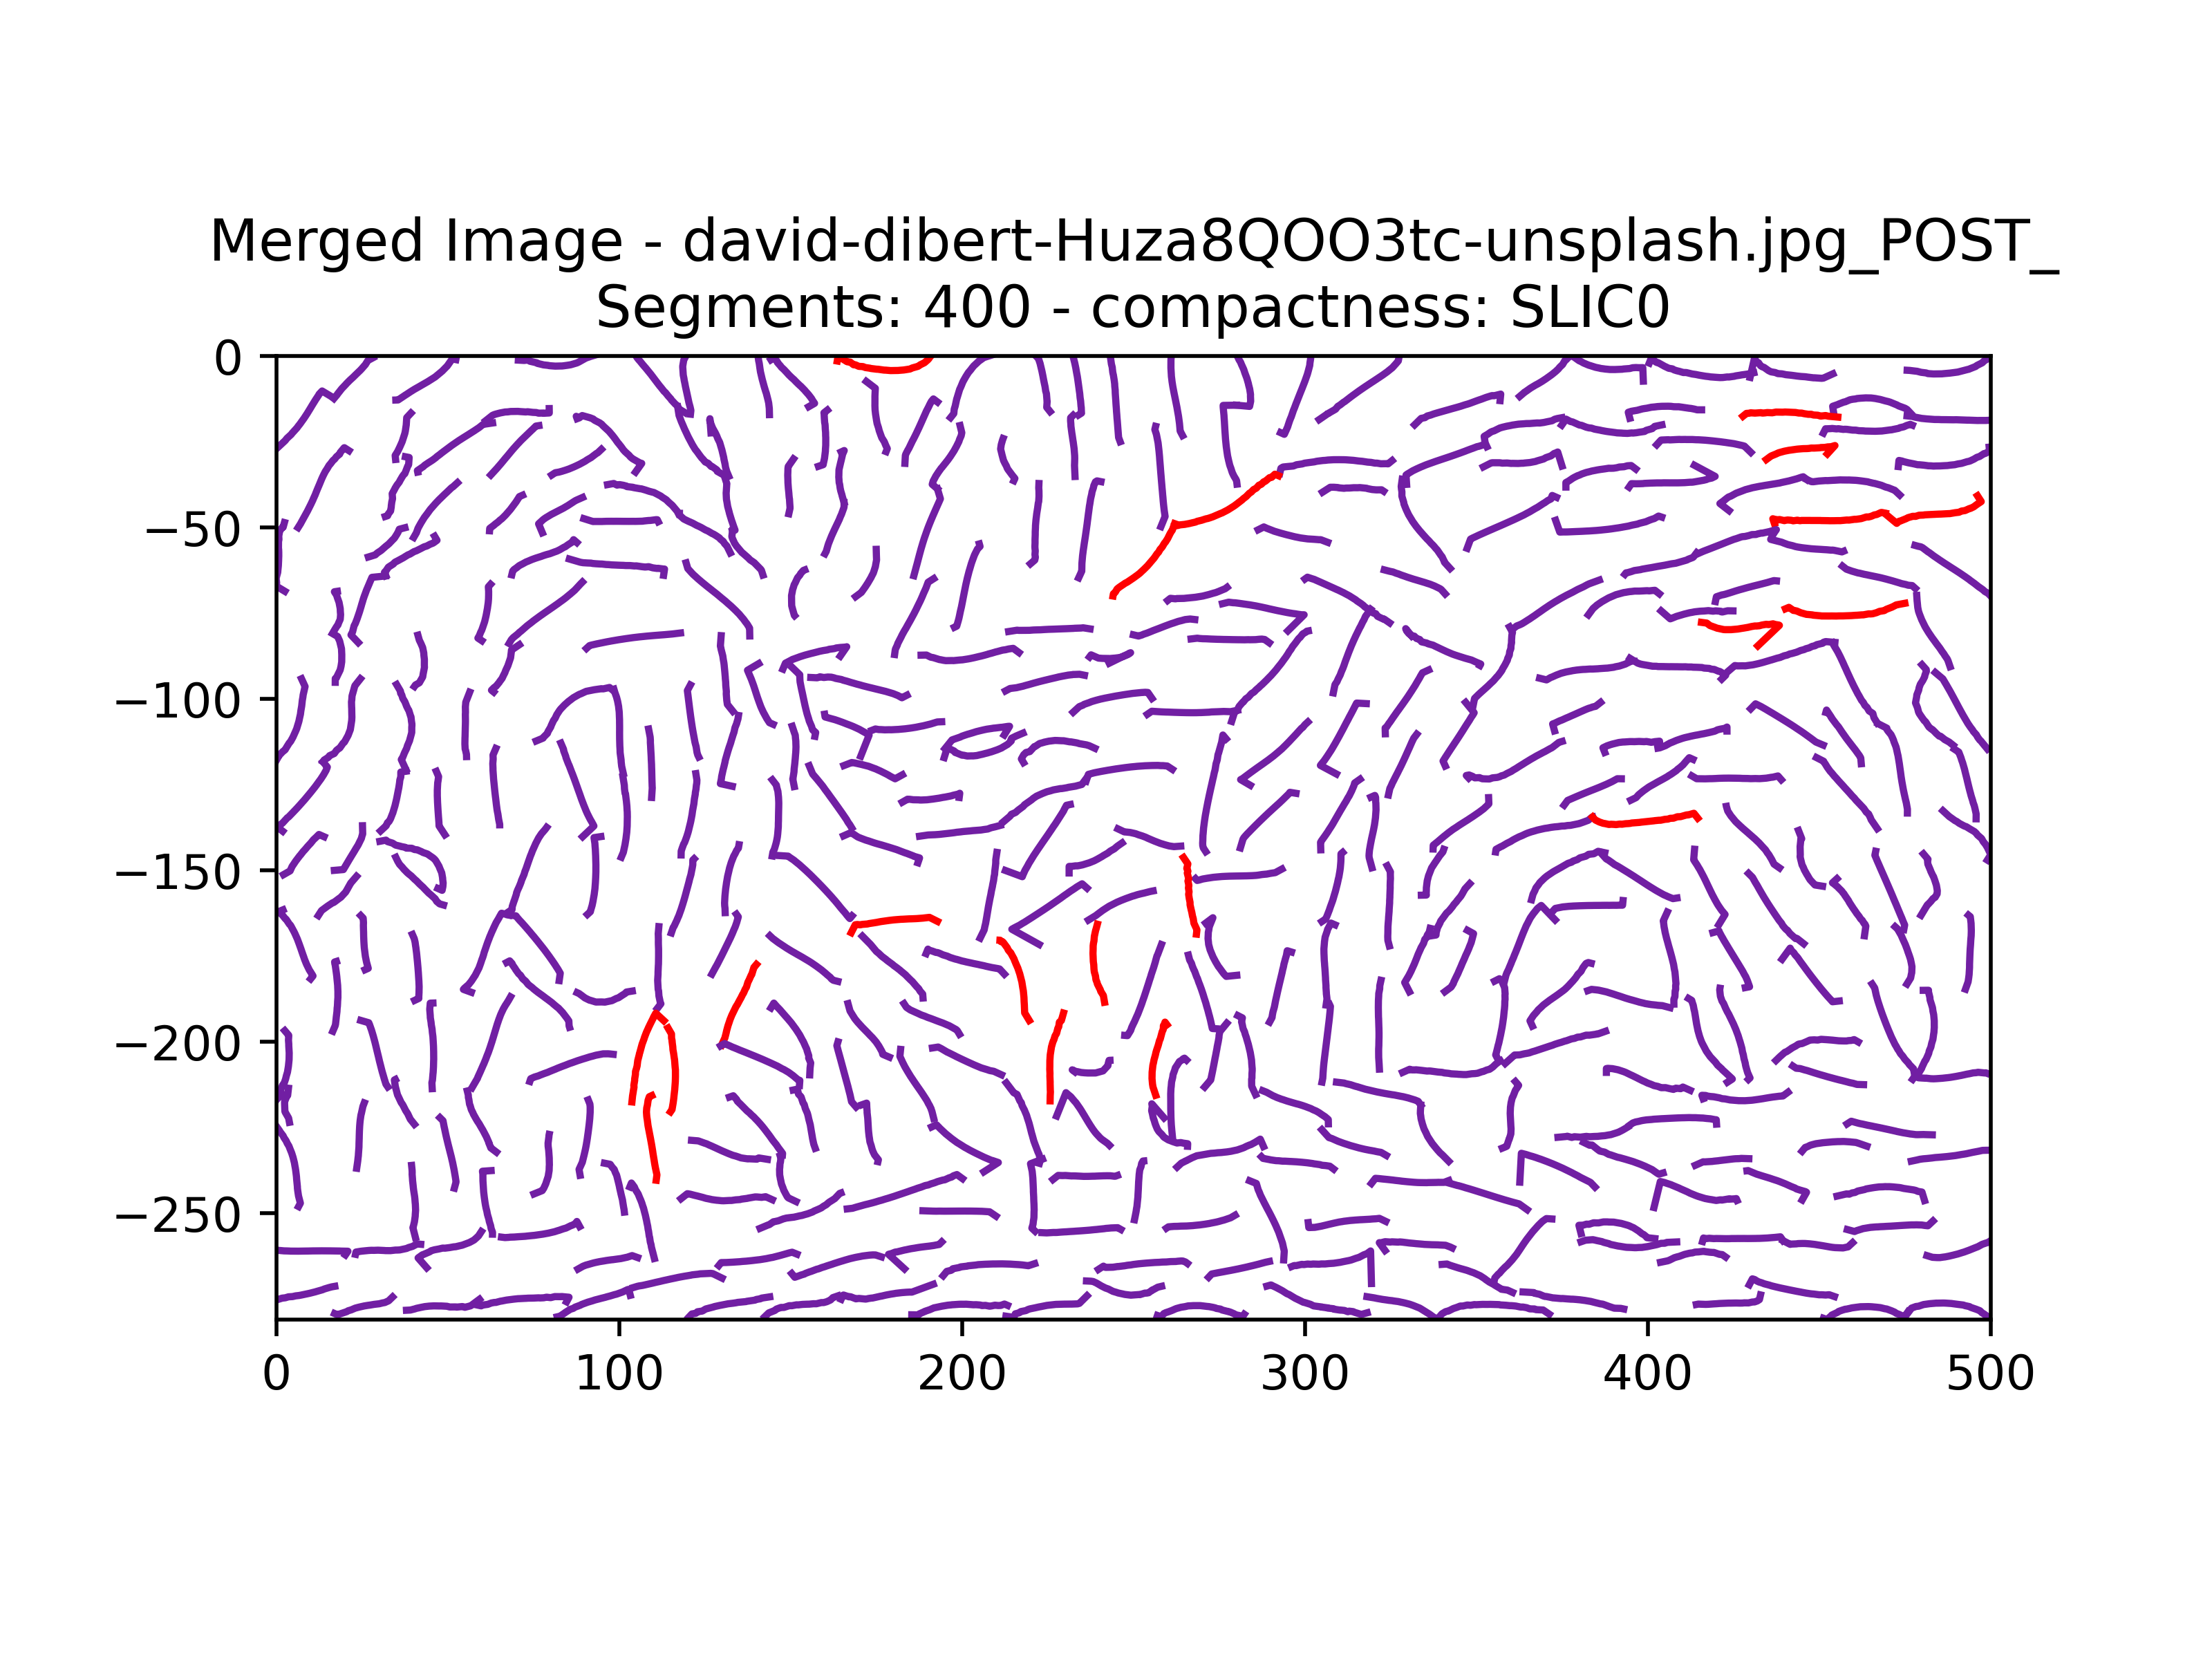 Merged Image - david-dibert-Huza8QOO3tc-unsplash.jpg_POST_
Segments: 400 - compactness: SLIC0
0
−50
−100
−150
−200
−250
0 100 200 300 400 500